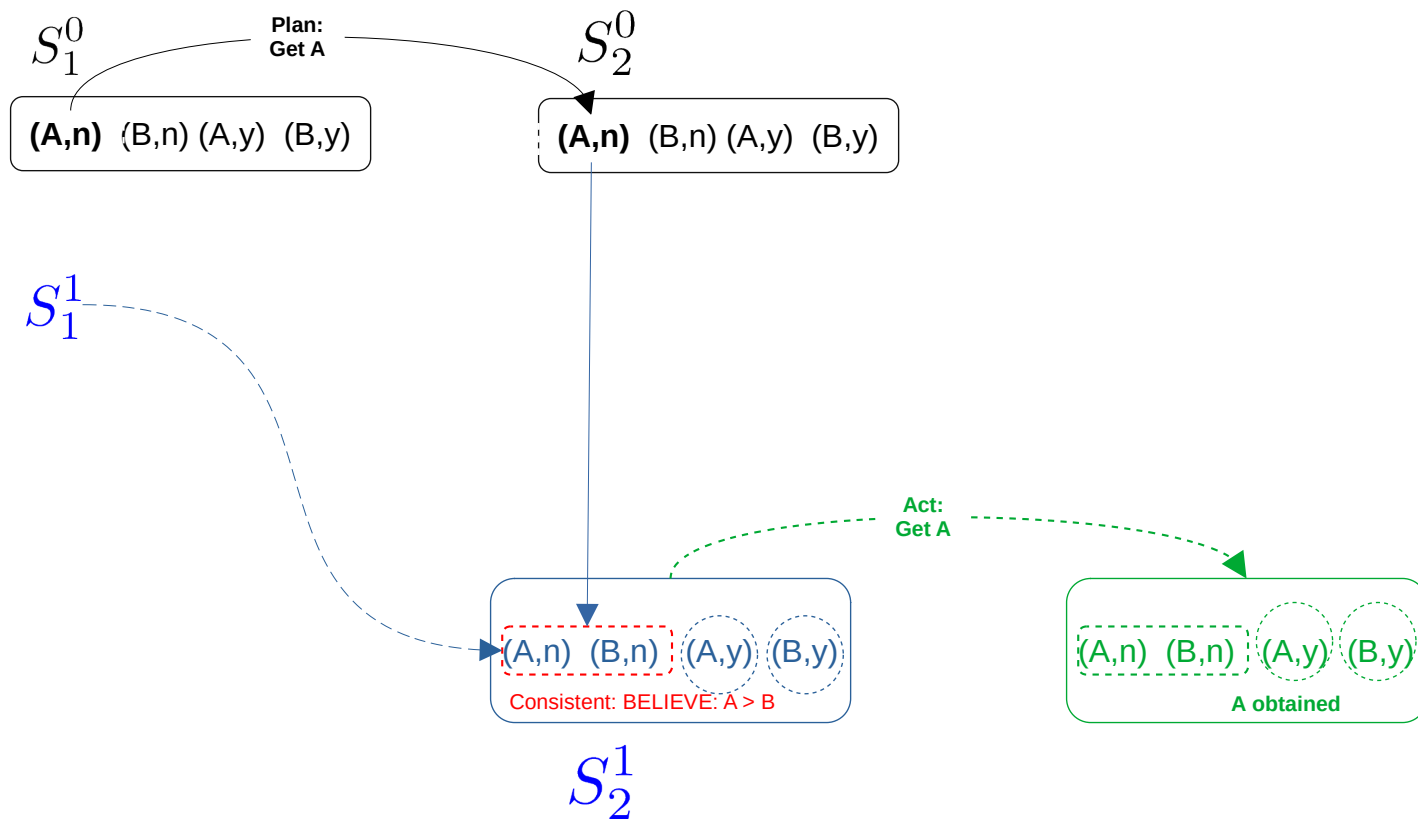 S_1^0
Plan:
Get A
S_2^0
(A,n) (B,n) (A,y) (B,y)
(A,n) (B,n) (A,y) (B,y)
S_1^1
Act:
Get A
(A,n) (B,n) (A,y) (B,y)
Consistent: BELIEVE: A > B
(A,n) (B,n) (A,y) (B,y)
A obtained
S_2^1